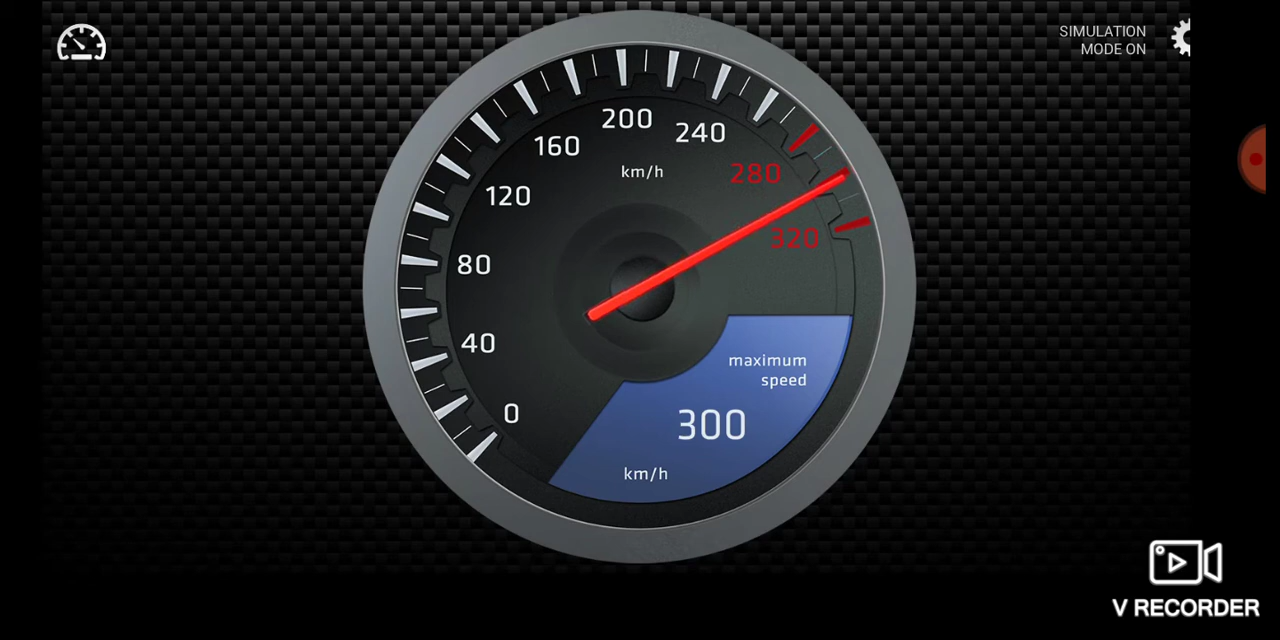 SIMULATION
MODE ON
200
240
160
km/h
280
120
320
80
40
maximum
speed
0
300
km/h
V RECORDER